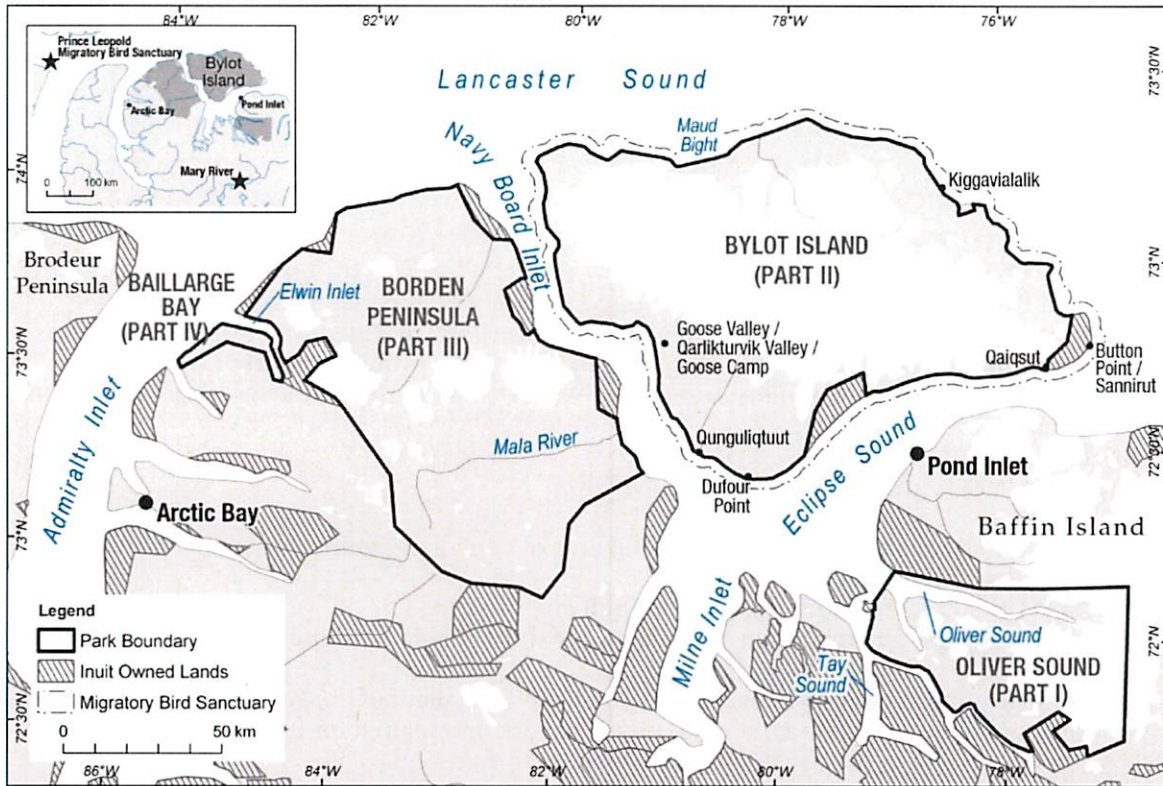 84°W
82°W
80°W
78°W
76°W
Prince Leopold
Migratory Bird Sanctuary
Bylot
Island
Arctic Bay
Pond Inlet
Mary River
0 100 km
73°30'N
74°N
73°N
73°30'N
72°30'N
73°N
72°N
72°30'N
Lancaster Sound
Navy Board Inlet
Maud
Bight
Kiggavialalik
BYLOT ISLAND
(PART II)
Brodeur
Peninsula
BAILLARGE
BAY
(PART IV)
Elwin Inlet
BORDEN
PENINSULA
(PART III)
Goose Valley /
Qarlikturvik Valley /
Goose Camp
Qaiqsut
Button
Point /
Sannirut
Admiralty Inlet
Mala River
Qunguliqtuut
Dufour
Point
Eclipse Sound
Pond Inlet
Arctic Bay
Baffin Island
Milne Inlet
Oliver Sound
Tay
Sound
OLIVER SOUND
(PART I)
Legend
Park Boundary
Inuit Owned Lands
Migratory Bird Sanctuary
0 50 km
86°W
84°W
82°W
80°W
78°W